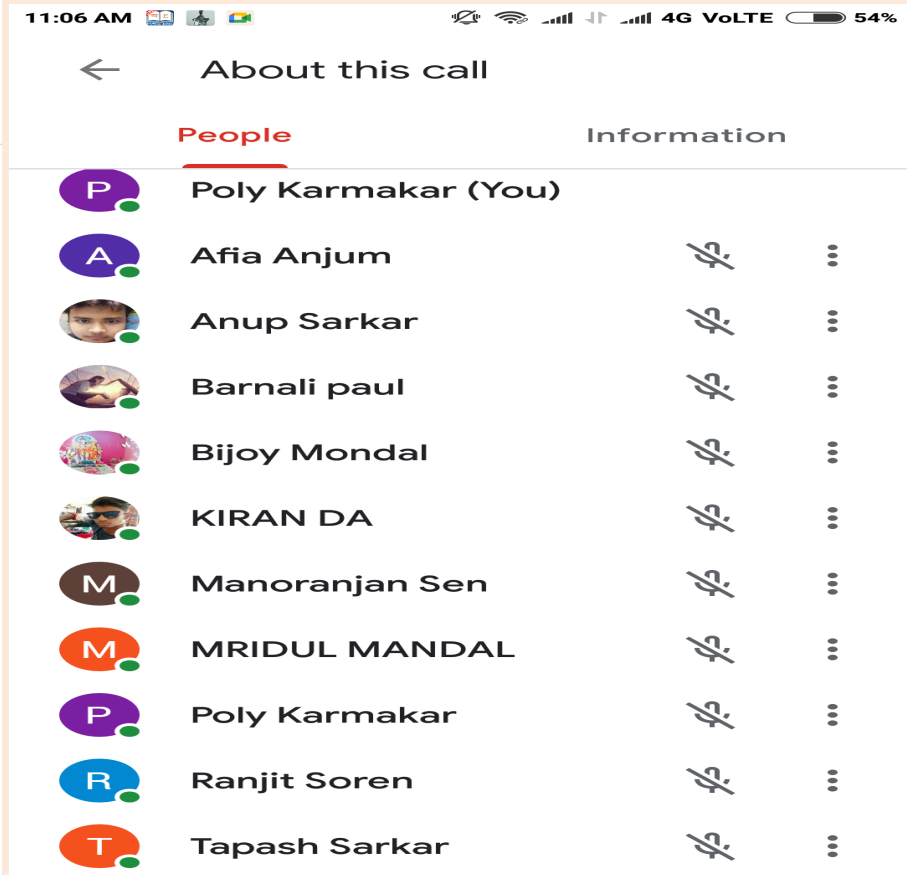 11:06 AM 4G VoLTE 54%
About this call
People Information
P Poly Karmakar (You)
A Afia Anjum
Anup Sarkar
Barnali paul
Bijoy Mondal
KIRAN DA
M Manoranjan Sen
M MRIDUL MANDAL
P Poly Karmakar
R Ranjit Soren
T Tapash Sarkar